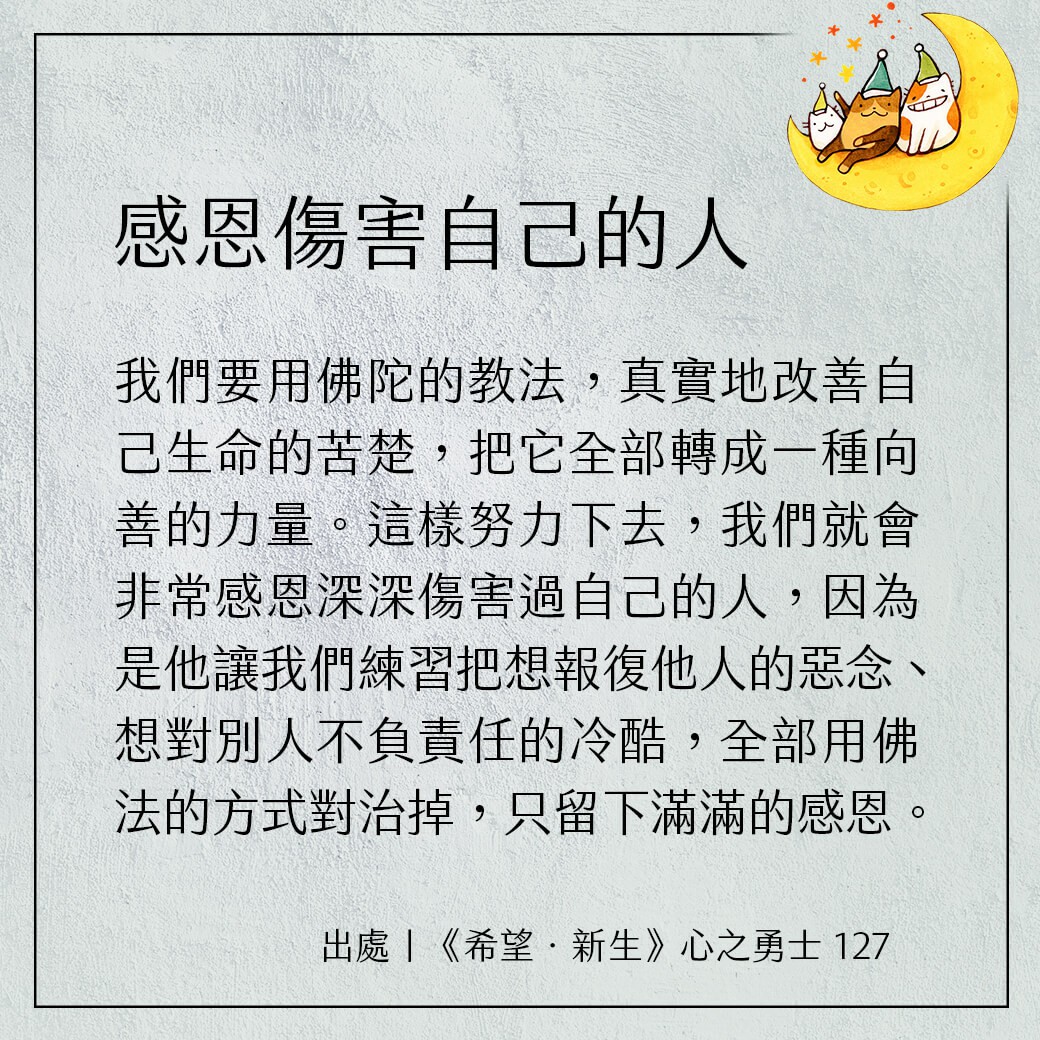 感恩傷害自己的人
我們要用佛陀的教法，真實地改善自
己生命的苦楚，把它全部轉成一種向
善的力量。這樣努力下去，我們就會
非常感恩深深傷害過自己的人，因為
是他讓我們練習把想報復他人的惡念、
想對別人不負責任的冷酷，全部用佛
法的方式對治掉，只留下滿滿的感恩。
出處｜《希望．新生》心之勇士 127